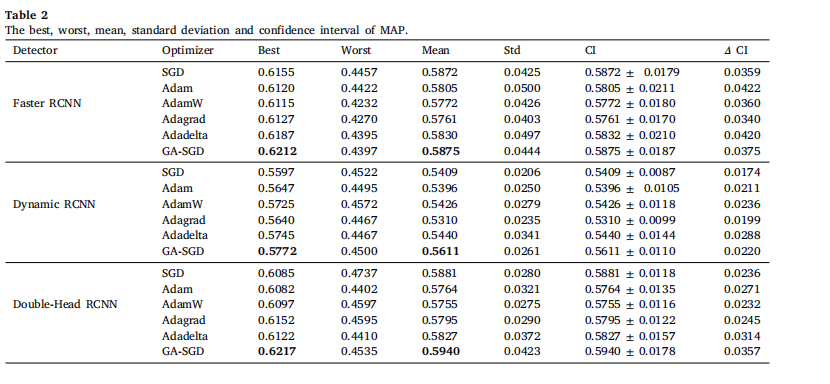 Table 2
The best, worst, mean, standard deviation and confidence interval of MAP.
Detector Optimizer Best Worst Mean Std CI Δ CI
SGD 0.6155 0.4457 0.5872 0.0425 0.5872 ± 0.0179 0.0359
Adam 0.6120 0.4422 0.5805 0.0500 0.5805 ± 0.0211 0.0422
Faster RCNN AdamW 0.6115 0.4232 0.5772 0.0426 0.5772 ± 0.0180 0.0360
Adagrad 0.6127 0.4270 0.5761 0.0403 0.5761 ± 0.0170 0.0340
Adadelta 0.6187 0.4395 0.5830 0.0497 0.5832 ± 0.0210 0.0420
GA-SGD 0.6212 0.4397 0.5875 0.0444 0.5875 ± 0.0187 0.0375
SGD 0.5597 0.4522 0.5409 0.0206 0.5409 ± 0.0087 0.0174
Adam 0.5647 0.4495 0.5396 0.0250 0.5396 ± 0.0105 0.0211
Dynamic RCNN AdamW 0.5725 0.4467 0.5426 0.0279 0.5426 ± 0.0118 0.0236
Adagrad 0.5640 0.4572 0.5310 0.0235 0.5310 ± 0.0099 0.0199
Adadelta 0.5745 0.4467 0.5440 0.0341 0.5440 ± 0.0144 0.0288
GA-SGD 0.5772 0.4500 0.5611 0.0261 0.5611 ± 0.0110 0.0220
SGD 0.6085 0.4737 0.5881 0.0280 0.5881 ± 0.0118 0.0236
Adam 0.6082 0.4402 0.5764 0.0321 0.5764 ± 0.0135 0.0271
Double-Head RCNN AdamW 0.6097 0.4597 0.5755 0.0275 0.5755 ± 0.0116 0.0232
Adagrad 0.6152 0.4595 0.5795 0.0290 0.5795 ± 0.0122 0.0245
Adadelta 0.6122 0.4410 0.5827 0.0372 0.5827 ± 0.0157 0.0314
GA-SGD 0.6217 0.4535 0.5940 0.0423 0.5940 ± 0.0178 0.0357